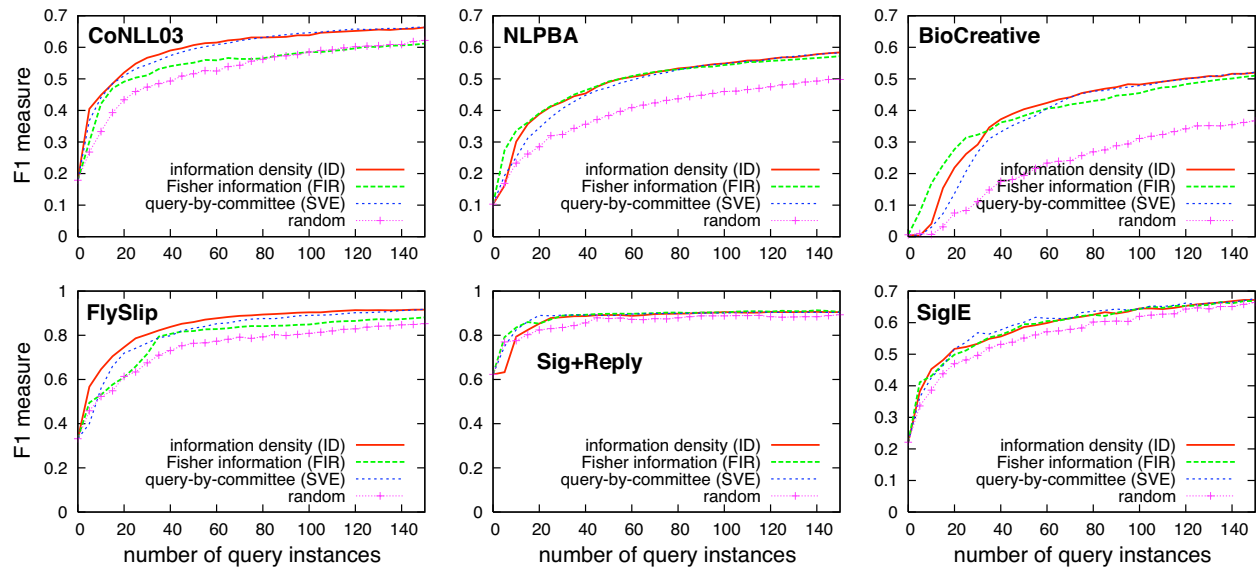 CoNLL03
F1 measure
0.7
0.6
0.5
0.4
0.3
0.2
0.1
0
information density (ID)
Fisher information (FIR)
query-by-committee (SVE)
random
0 20 40 60 80 100 120 140
NLPBA
0.7
0.6
0.5
0.4
0.3
0.2
0.1
0
information density (ID)
Fisher information (FIR)
query-by-committee (SVE)
random
0 20 40 60 80 100 120 140
BioCreative
0.7
0.6
0.5
0.4
0.3
0.2
0.1
0
information density (ID)
Fisher information (FIR)
query-by-committee (SVE)
random
0 20 40 60 80 100 120 140
FlySlip
F1 measure
1
0.8
0.6
0.4
0.2
0
information density (ID)
Fisher information (FIR)
query-by-committee (SVE)
random
0 20 40 60 80 100 120 140
number of query instances
1
0.8
0.6
0.4
0.2
0
Sig+Reply
information density (ID)
Fisher information (FIR)
query-by-committee (SVE)
random
0 20 40 60 80 100 120 140
number of query instances
SigIE
0.7
0.6
0.5
0.4
0.3
0.2
0.1
0
information density (ID)
Fisher information (FIR)
query-by-committee (SVE)
random
0 20 40 60 80 100 120 140
number of query instances